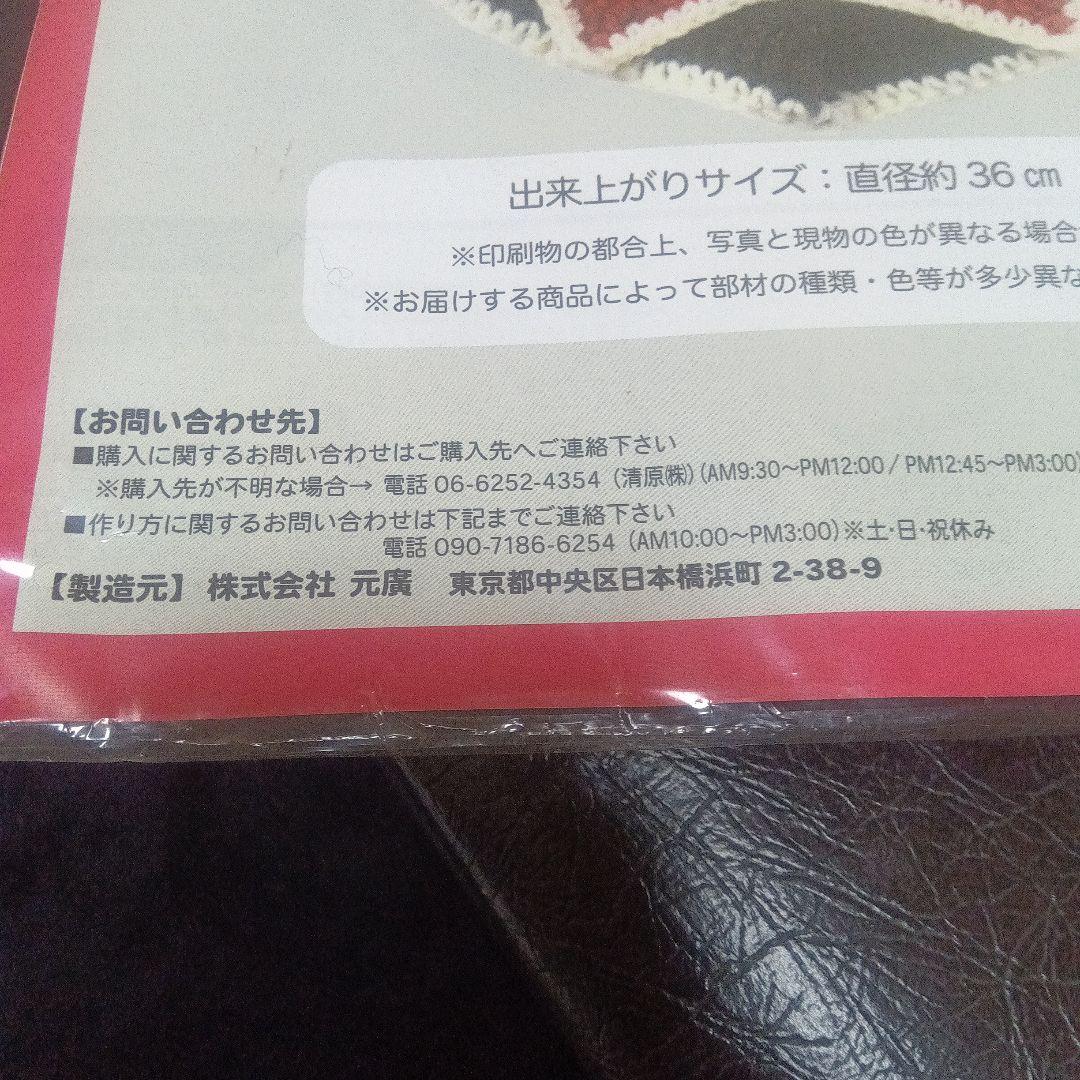 出来上がりサイズ：直径約 36 ㎝
※印刷物の都合上、写真と現物の色が異なる場合
※お届けする商品によって部材の種類・色等が多少異な
【お問い合わせ先】
■購入に関するお問い合わせはご購入先へご連絡下さい
※購入先が不明な場合→ 電話 06-6252-4354（清原㈱）（AM9:30～PM12:00 / PM12:45～PM3:00）
■作り方に関するお問い合わせは下記までご連絡下さい
電話 090-7186-6254（AM10:00～PM3:00）※土・日・祝休み
【製造元】 株式会社 元廣 東京都中央区日本橋浜町 2-38-9